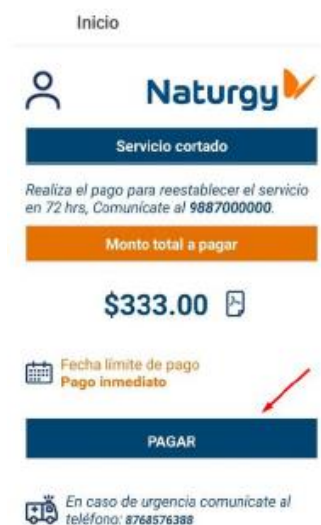 Inicio
Naturgy
Servicio cortado
Realiza el pago para reestablecer el servicio
en 72 hrs, Comunícate al 9887000000.
Monto total a pagar
$333.00
Fecha límite de pago
Pago inmediato
PAGAR
En caso de urgencia comunícate al
teléfono: 8768576388